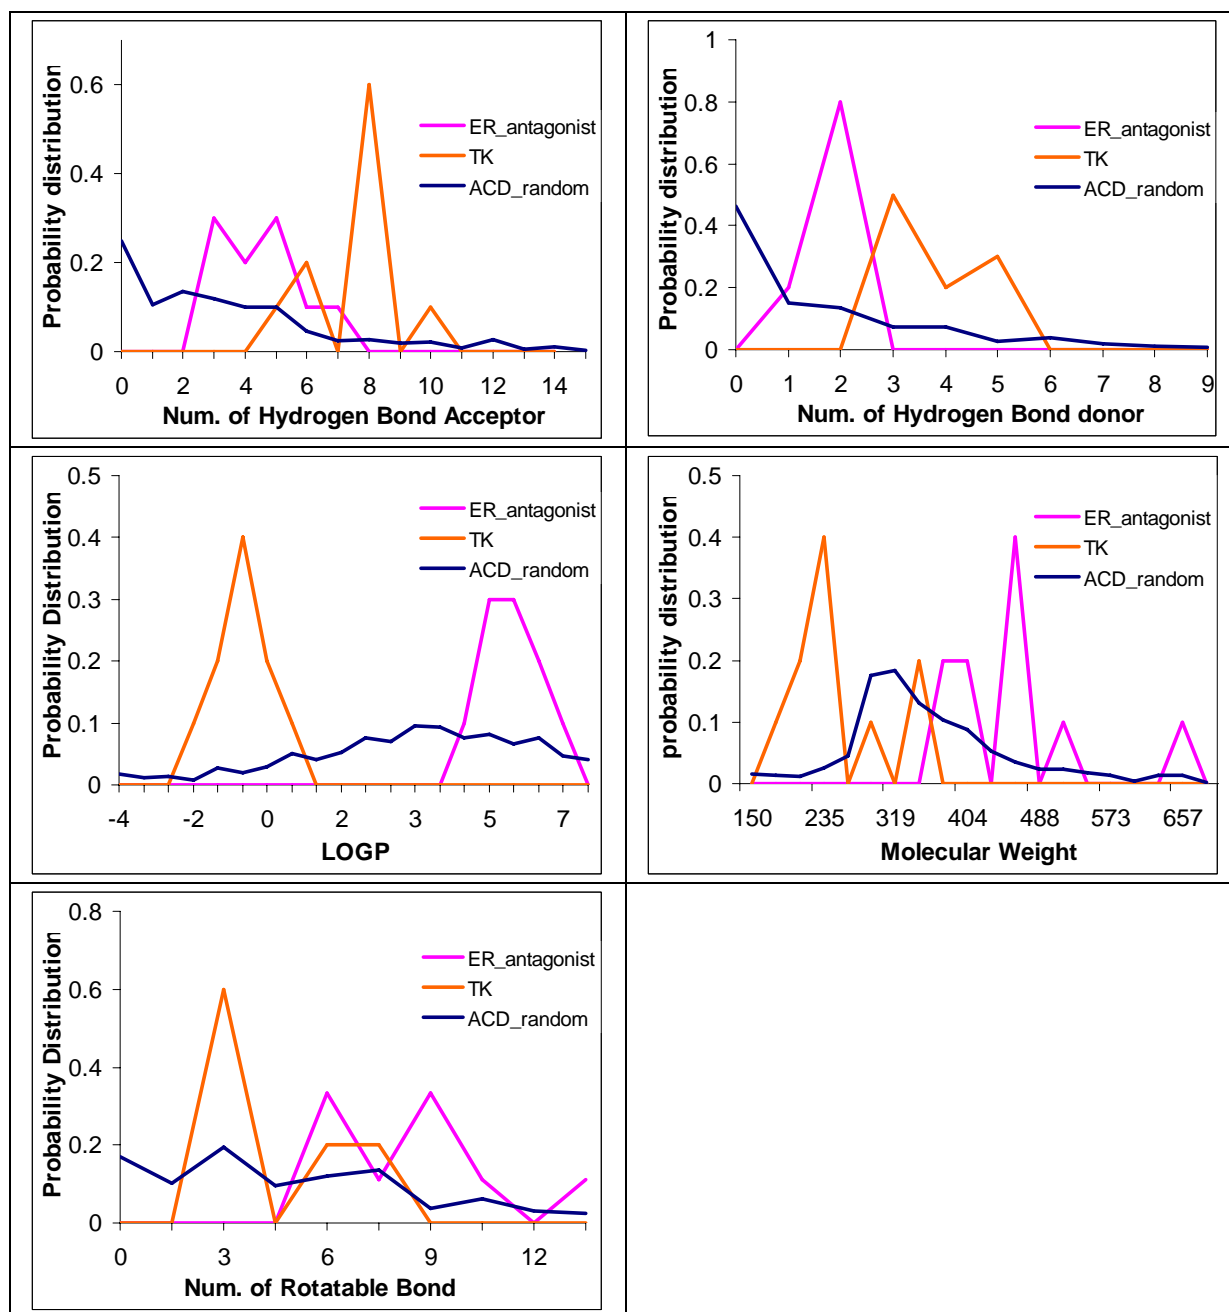 Probability distribution
0.6
0.4
0.2
0
0 2 4 6 8 10 12 14
Num. of Hydrogen Bond Acceptor
ER_antagonist
TK
ACD_random
Probability distribution
1
0.8
0.6
0.4
0.2
0
0 1 2 3 4 5 6 7 8 9
Num. of Hydrogen Bond donor
ER_antagonist
TK
ACD_random
Probability Distribution
0.5
0.4
0.3
0.2
0.1
0
-4 -2 0 2 3 5 7
LOGP
ER_antagonist
TK
ACD_random
probability distribution
0.5
0.4
0.3
0.2
0.1
0
150 235 319 404 488 573 657
Molecular Weight
ER_antagonist
TK
ACD_random
Probability Distribution
0.8
0.6
0.4
0.2
0
0 3 6 9 12
Num. of Rotatable Bond
ER_antagonist
TK
ACD_random